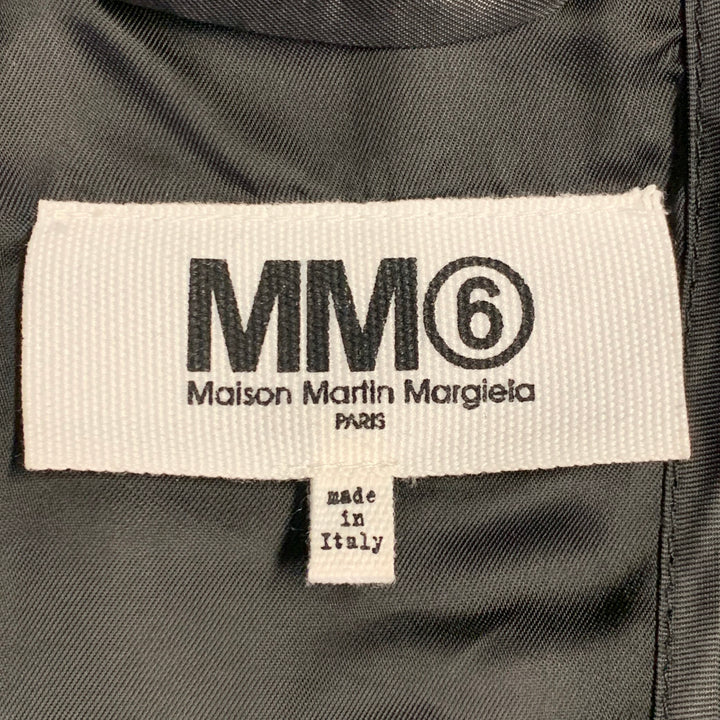 MM⑥
Maison Martin Margiela
PARIS
made
in
Italy